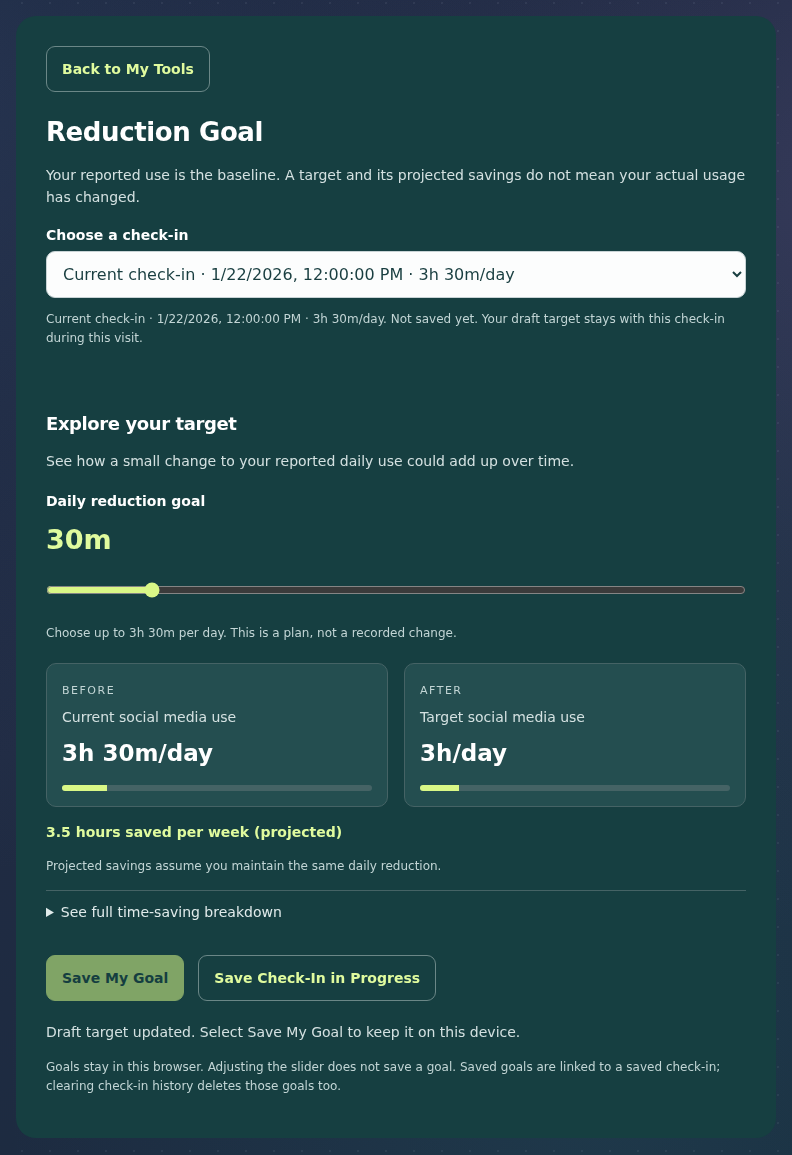 Back to My Tools
Reduction Goal
Your reported use is the baseline. A target and its projected savings do not mean your actual usage
has changed.
Choose a check-in
Current check-in · 1/22/2026, 12:00:00 PM · 3h 30m/day
Current check-in · 1/22/2026, 12:00:00 PM · 3h 30m/day. Not saved yet. Your draft target stays with this check-in
during this visit.
Explore your target
See how a small change to your reported daily use could add up over time.
Daily reduction goal
30m
Choose up to 3h 30m per day. This is a plan, not a recorded change.
BEFORE
Current social media use
3h 30m/day
AFTER
Target social media use
3h/day
3.5 hours saved per week (projected)
Projected savings assume you maintain the same daily reduction.
See full time-saving breakdown
Save My Goal
Save Check-In in Progress
Draft target updated. Select Save My Goal to keep it on this device.
Goals stay in this browser. Adjusting the slider does not save a goal. Saved goals are linked to a saved check-in;
clearing check-in history deletes those goals too.